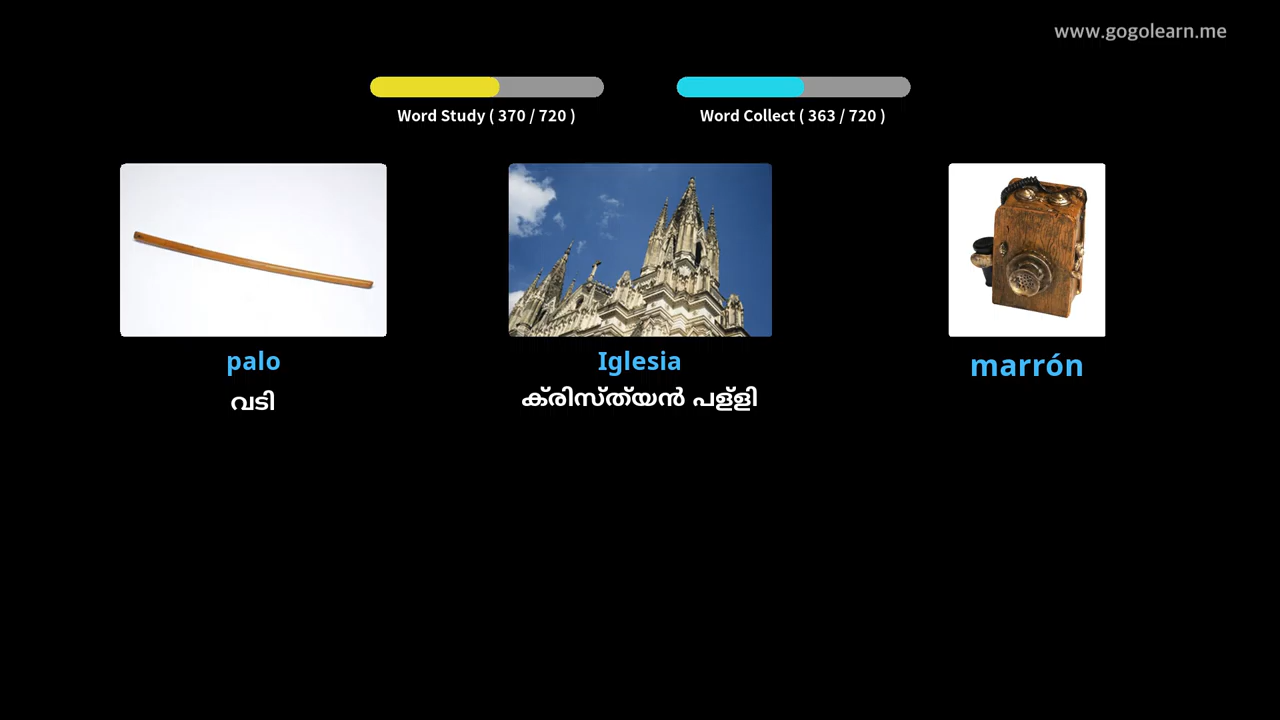 www.gogolearn.me
Word Study ( 370 / 720 )
Word Collect ( 363 / 720 )
palo
Iglesia
marrón
വടി
ക്രിസ്ത്യൻ പള്ളി